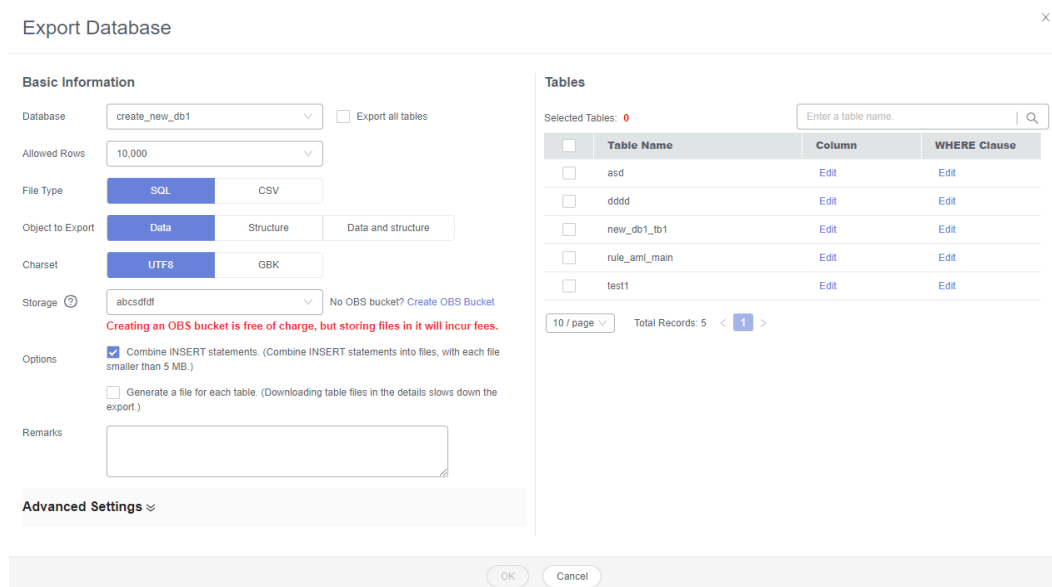 Export Database
Basic Information
Database create_new_db1 Export all tables
Allowed Rows 10,000
File Type SQL CSV
Object to Export Data Structure Data and structure
Charset UTF8 GBK
Storage ? abcsdfdf No OBS bucket? Create OBS Bucket
Creating an OBS bucket is free of charge, but storing files in it will incur fees.
Options Combine INSERT statements. (Combine INSERT statements into files, with each file
smaller than 5 MB.)
Generate a file for each table. (Downloading table files in the details slows down the
export.)
Remarks
Advanced Settings
Tables
Selected Tables: 0 Enter a table name.
Table Name Column WHERE Clause
asd Edit Edit
dddd Edit Edit
new_db1_tb1 Edit Edit
rule_aml_main Edit Edit
test1 Edit Edit
10 / page Total Records: 5 < 1 >
OK Cancel